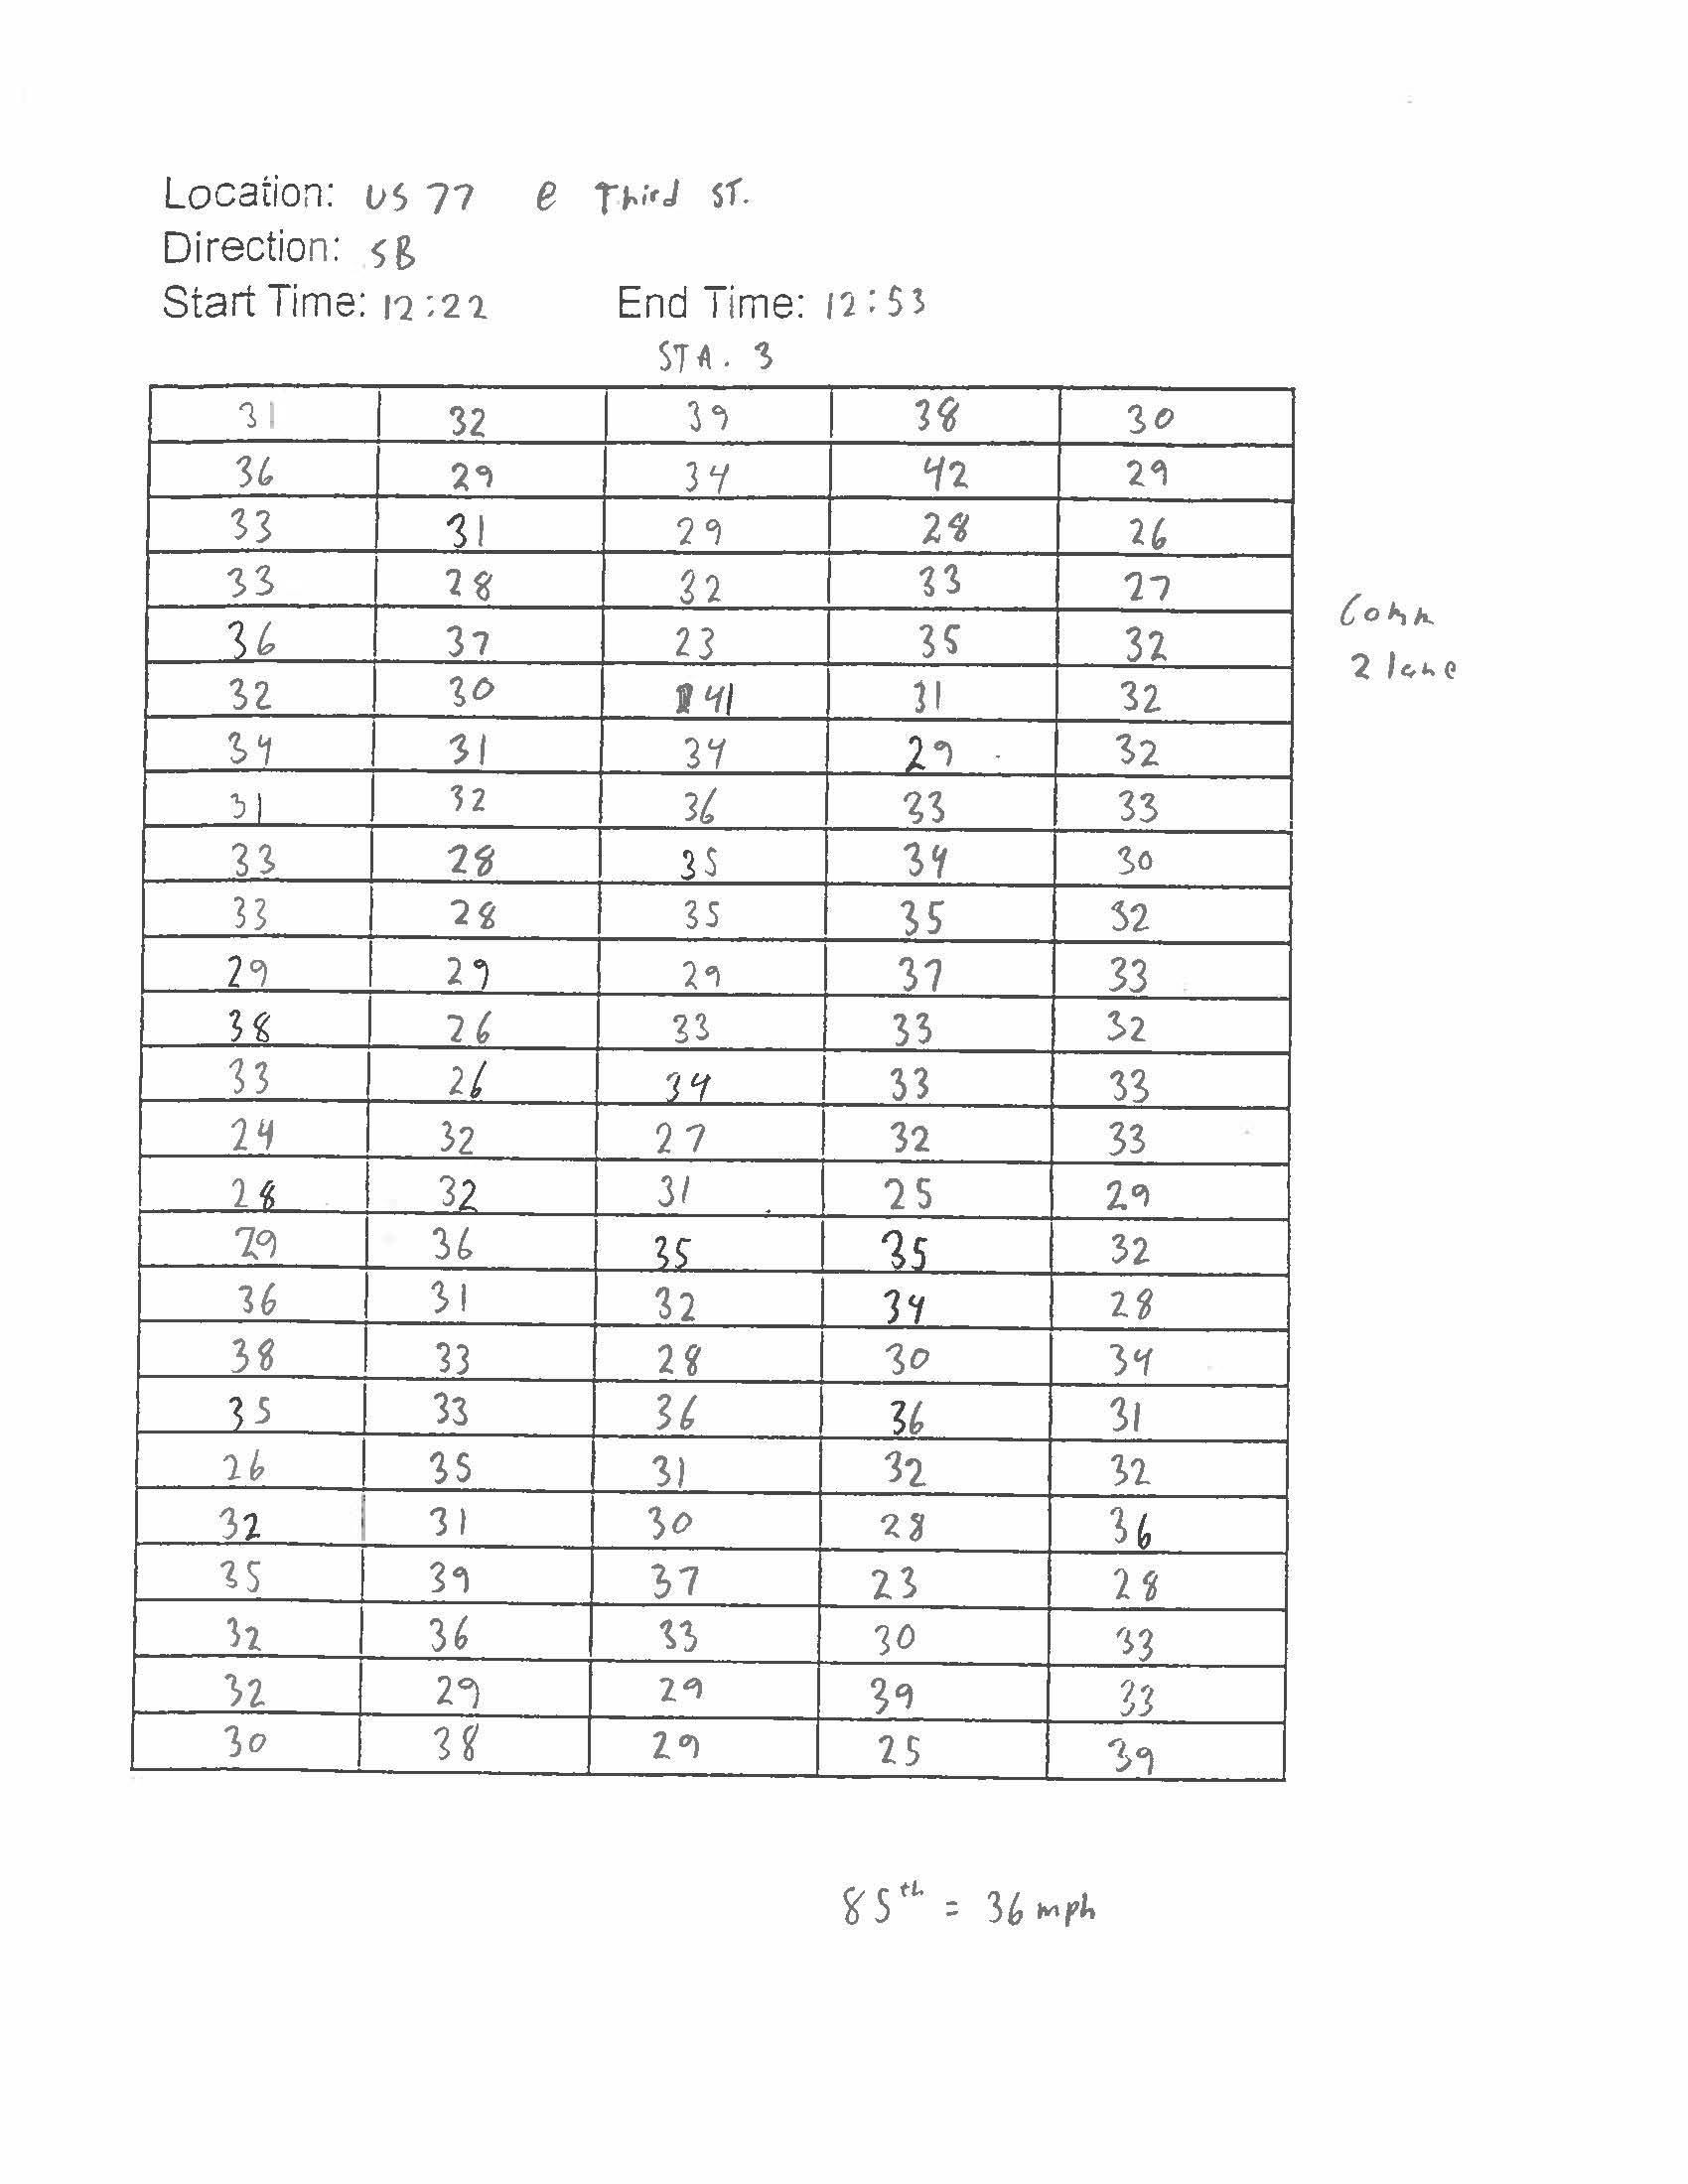 Location: US 77 @ Third ST.
Direction: SB
Start Time: 12:22 End Time: 12:53
STA. 3
31 32 39 38 30
36 29 34 42 29
33 31 29 28 26
33 28 32 33 27
36 37 23 35 32
32 30 41 31 32
34 31 34 29 32
31 32 36 33 33
33 28 35 34 30
33 28 35 35 32
29 29 29 37 33
38 26 33 33 32
33 26 34 33 33
24 32 27 32 33
28 32 31 25 29
29 36 35 35 32
36 31 32 34 28
38 33 28 30 34
35 33 36 36 31
26 35 31 32 32
32 31 30 28 36
35 39 37 23 28
32 36 33 30 33
32 29 29 39 33
30 38 29 25 39
Comm
2 lane
85th = 36 mph